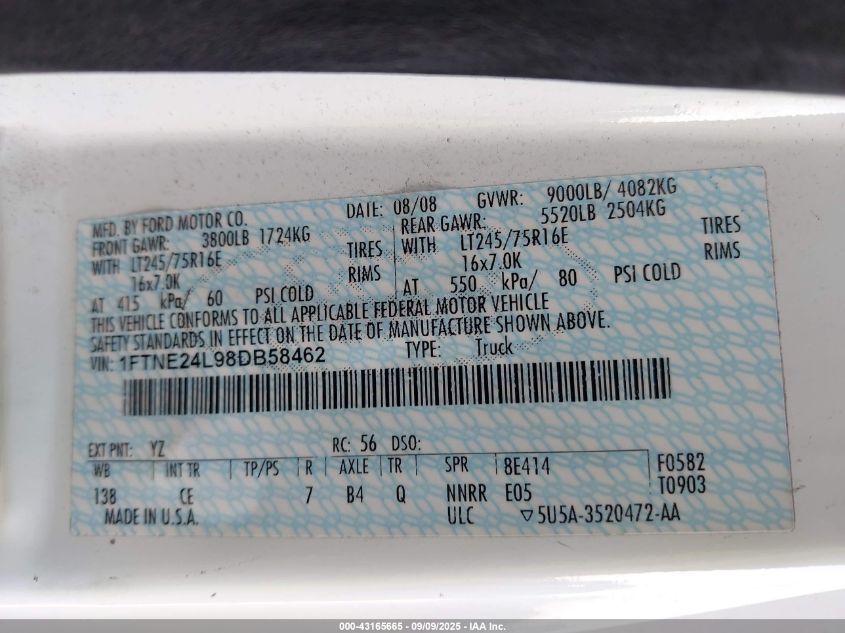 MFD. BY FORD MOTOR CO. DATE: 08/08 GVWR: 9000LB/ 4082KG
FRONT GAWR: 3800LB 1724KG REAR GAWR: 5520LB 2504KG
WITH LT245/75R16E TIRES WITH LT245/75R16E TIRES
16x7.0K RIMS 16x7.0K RIMS
AT 415 kPa/ 60 PSI COLD AT 550 kPa/ 80 PSI COLD
THIS VEHICLE CONFORMS TO ALL APPLICABLE FEDERAL MOTOR VEHICLE
SAFETY STANDARDS IN EFFECT ON THE DATE OF MANUFACTURE SHOWN ABOVE.
VIN: 1FTNE24L98DB58462 TYPE: Truck
EXT PNT: YZ RC: 56 DSO:
WB INT TR TP/PS R AXLE TR SPR 8E414 F0582
138 CE 7 B4 Q NNRR E05 T0903
MADE IN U.S.A. ULC ▽5U5A-3520472-AA
000-43165665 - 09/09/2025 - IAA Inc.